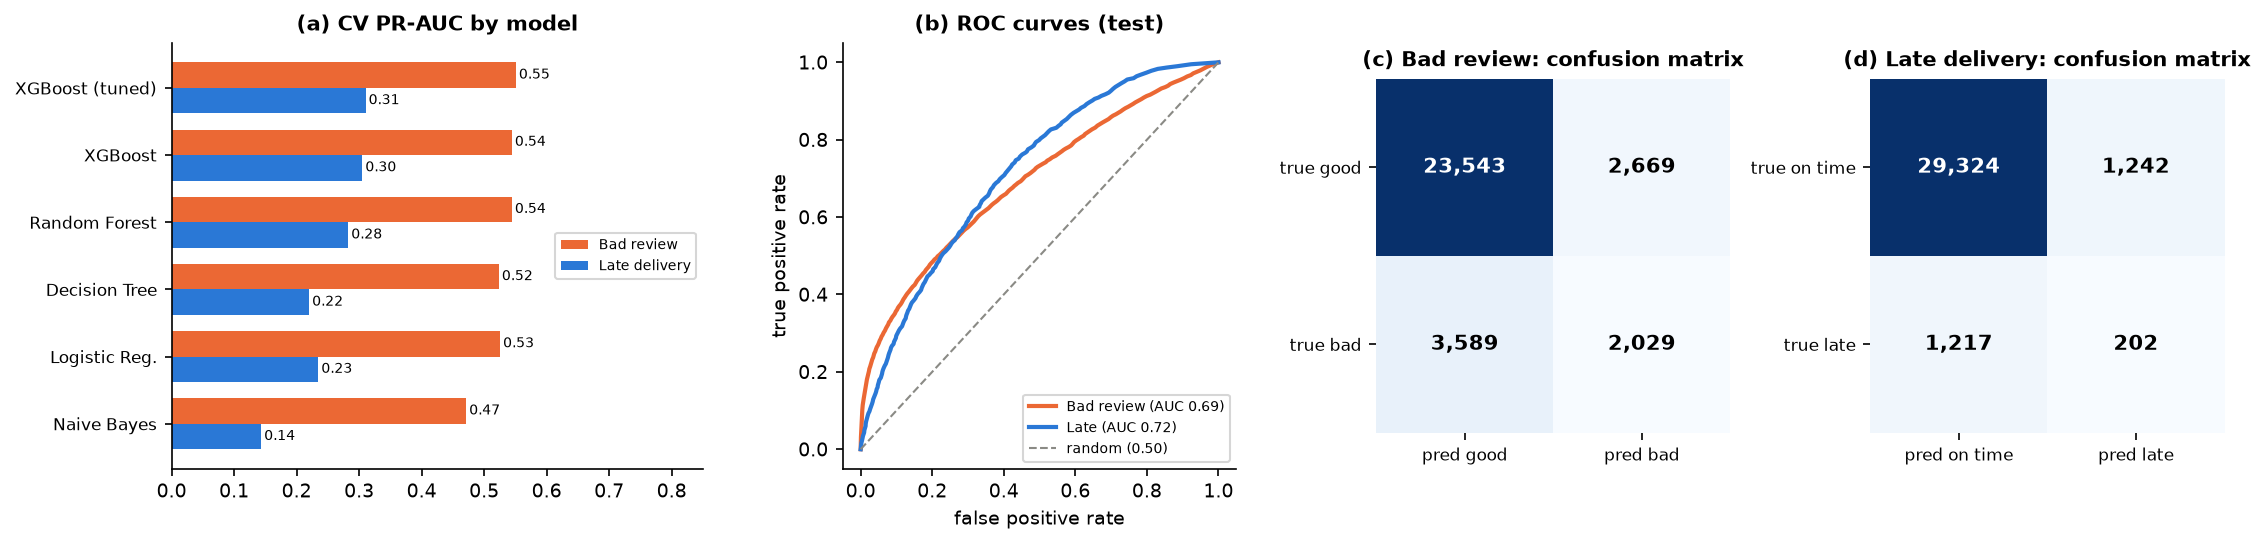 (a) CV PR-AUC by model
XGBoost (tuned)
0.55
0.31
XGBoost
0.54
0.30
Random Forest
0.54
0.28
Decision Tree
0.52
0.22
Logistic Reg.
0.53
0.23
Naive Bayes
0.47
0.14
Bad review
Late delivery
0.0 0.1 0.2 0.3 0.4 0.5 0.6 0.7 0.8
(b) ROC curves (test)
true positive rate
1.0
0.8
0.6
0.4
0.2
0.0
Bad review (AUC 0.69)
Late (AUC 0.72)
random (0.50)
0.0 0.2 0.4 0.6 0.8 1.0
false positive rate
(c) Bad review: confusion matrix
true good 23,543 2,669
true bad 3,589 2,029
pred good pred bad
(d) Late delivery: confusion matrix
true on time 29,324 1,242
true late 1,217 202
pred on time pred late